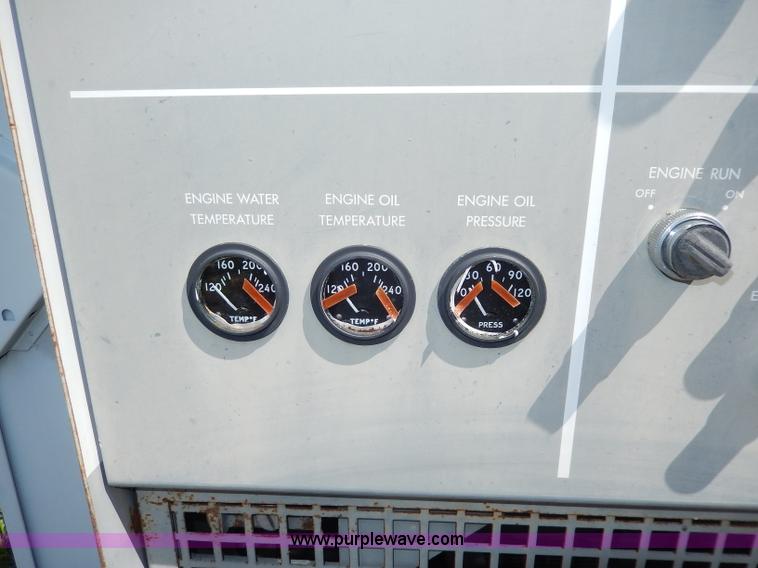 ENGINE RUN
OFF ON
ENGINE WATER
TEMPERATURE
ENGINE OIL
TEMPERATURE
ENGINE OIL
PRESSURE
120 160 200 240
TEMP°F
120 160 200 240
TEMP°F
0 30 60 90 120
PRESS
E
www.purplewave.com